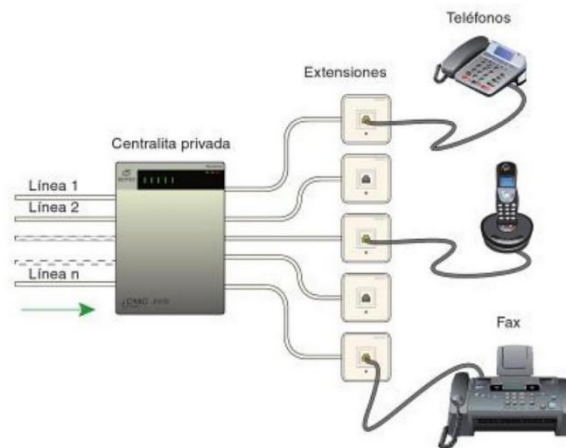 Teléfonos
Extensiones
Centralita privada
Línea 1
Línea 2
Línea n
Fax